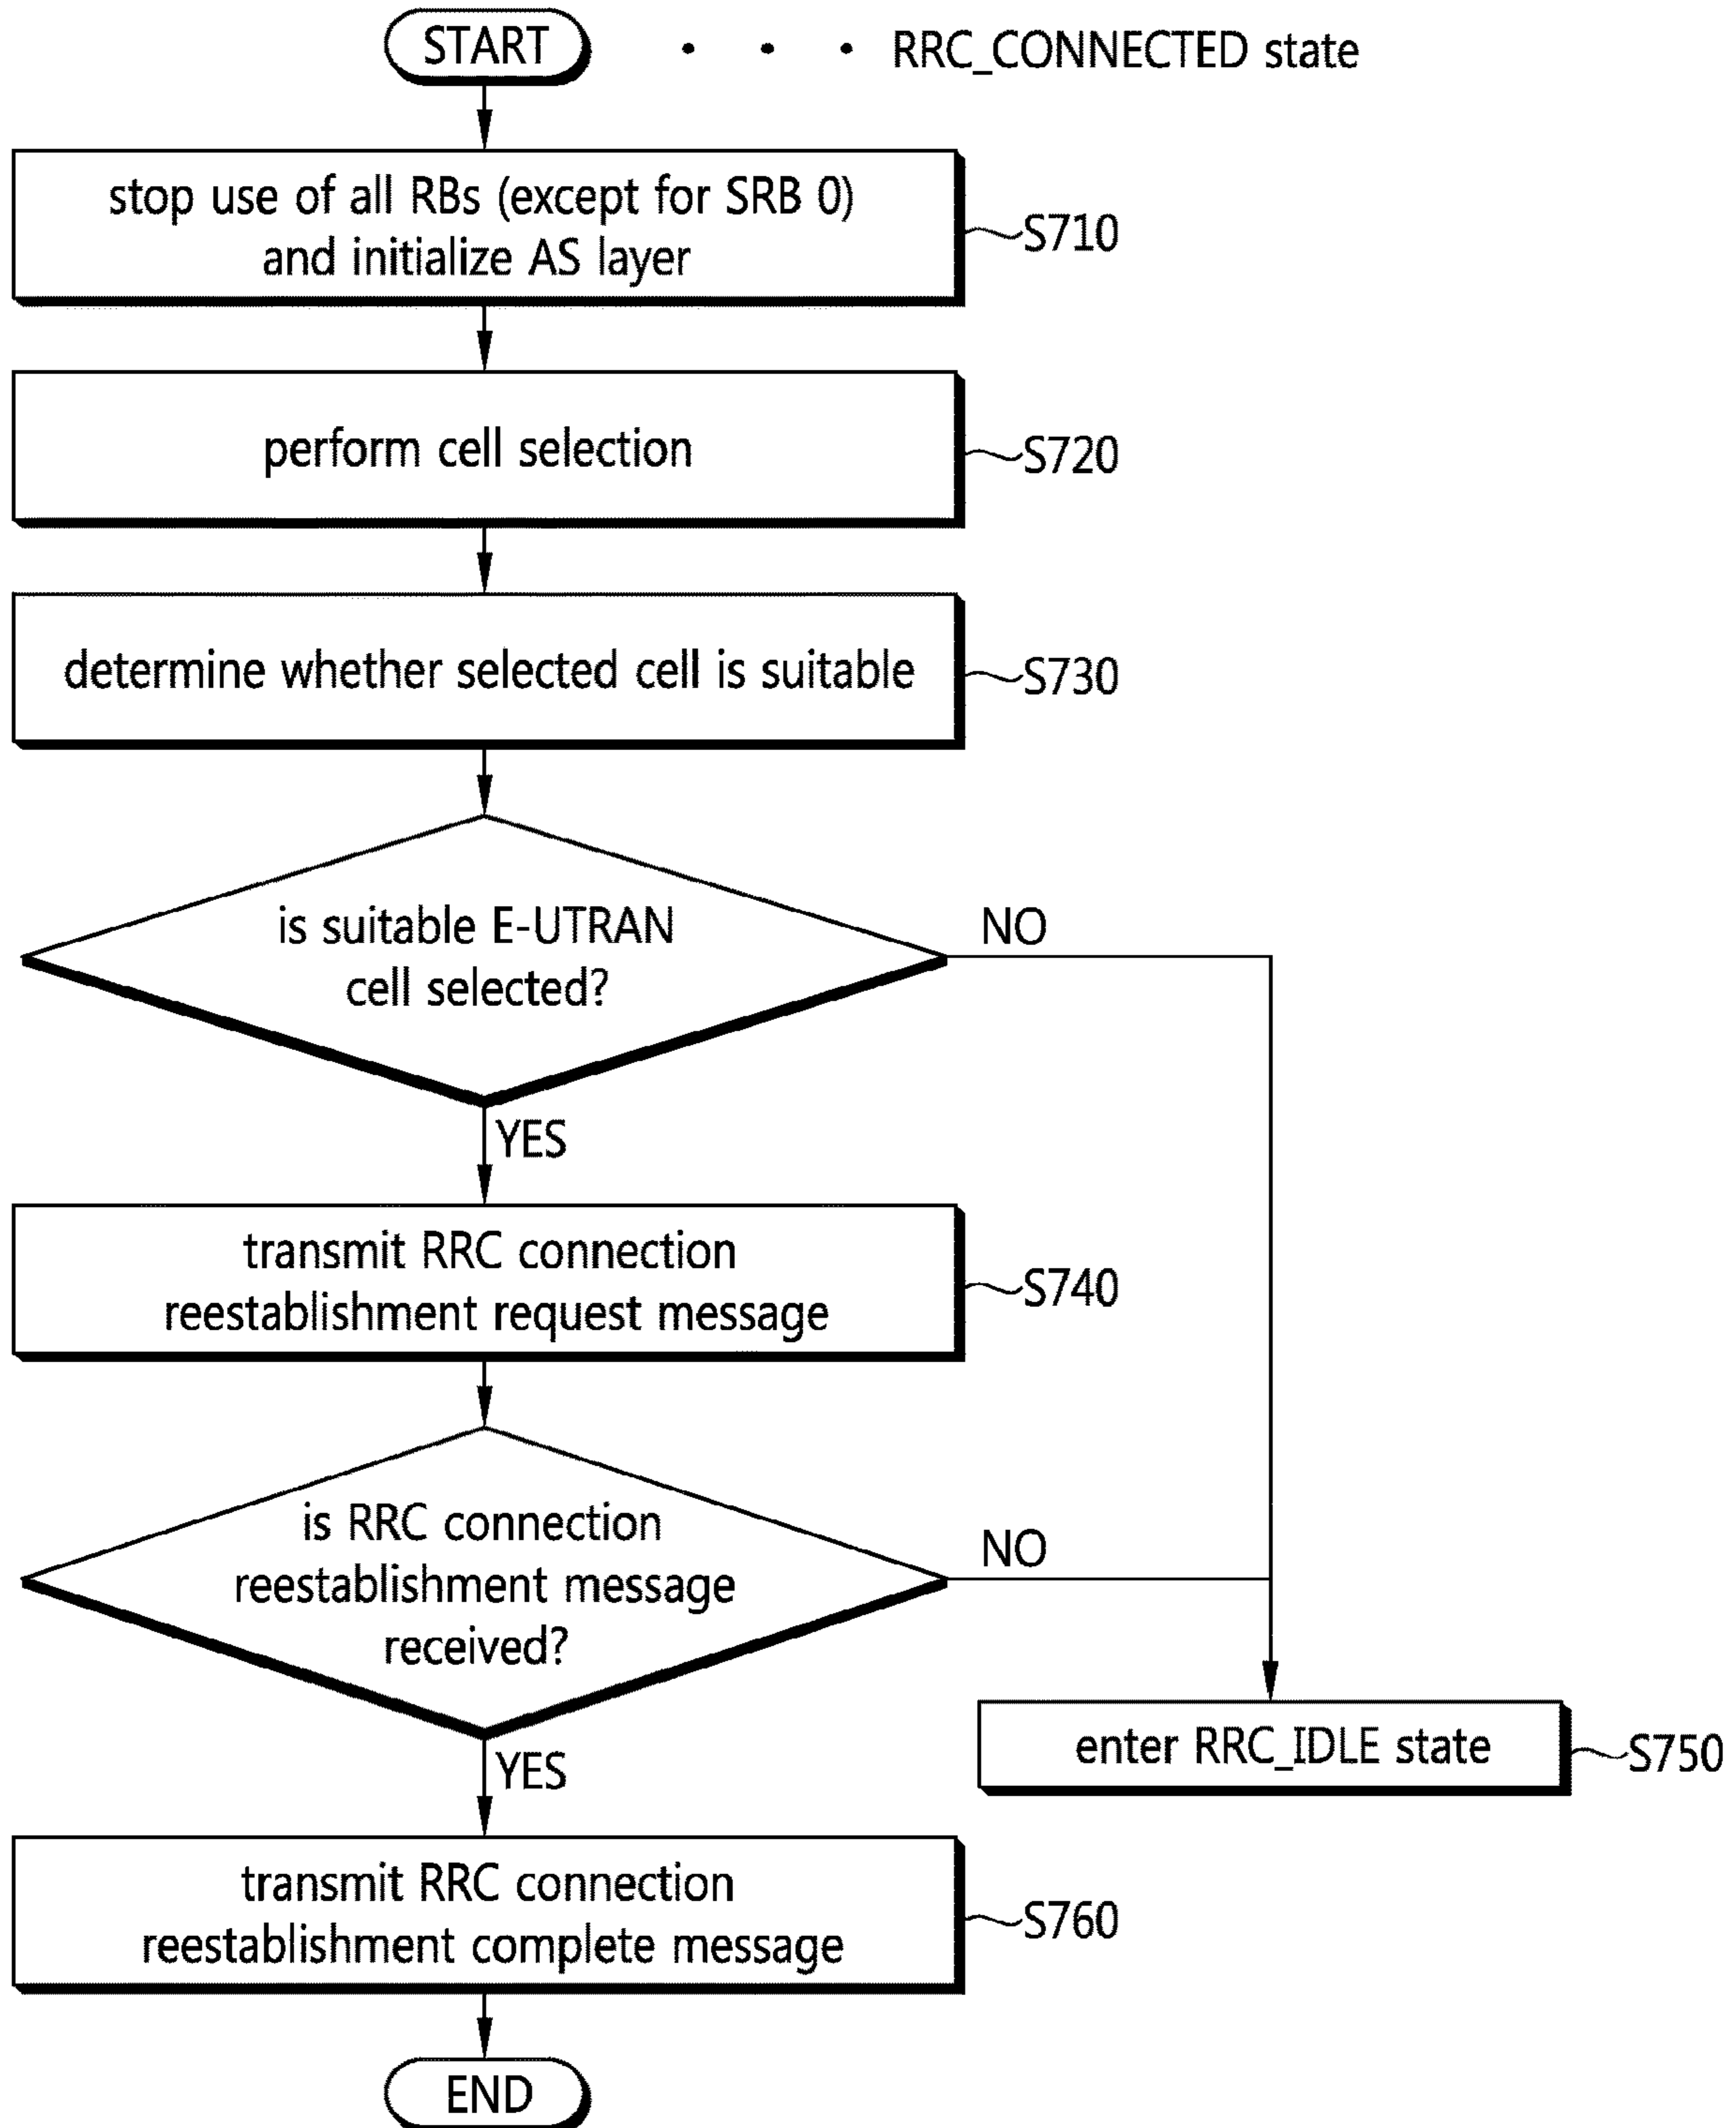 START
RRC_CONNECTED state
stop use of all RBs (except for SRB 0)
and initialize AS layer
S710
perform cell selection
S720
determine whether selected cell is suitable
S730
is suitable E-UTRAN
cell selected?
NO
YES
transmit RRC connection
reestablishment request message
S740
is RRC connection
reestablishment message
received?
NO
YES
enter RRC_IDLE state
S750
transmit RRC connection
reestablishment complete message
S760
END